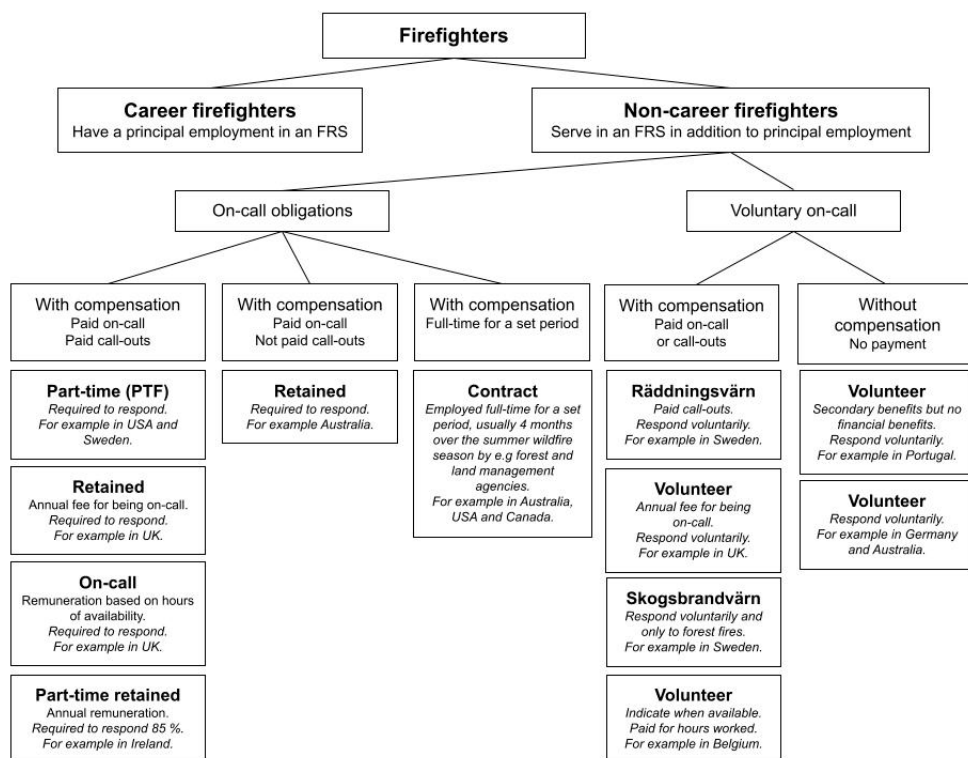 Firefighters
Career firefighters
Have a principal employment in an FRS
Non-career firefighters
Serve in an FRS in addition to principal employment
On-call obligations
Voluntary on-call
With compensation
Paid on-call
Paid call-outs
With compensation
Paid on-call
Not paid call-outs
With compensation
Full-time for a set period
With compensation
Paid on-call
or call-outs
Without
compensation
No payment
Part-time (PTF)
Required to respond.
For example in USA and
Sweden.
Retained
Annual fee for being on-call.
Required to respond.
For example in UK.
On-call
Remuneration based on hours
of availability.
Required to respond.
For example in UK.
Part-time retained
Annual remuneration.
Required to respond 85 %.
For example in Ireland.
Retained
Required to respond.
For example Australia.
Contract
Employed full-time for a set
period, usually 4 months
over the summer wildfire
season by e.g forest and
land management
agencies.
For example in Australia,
USA and Canada.
Räddningsvärn
Paid call-outs.
Respond voluntarily.
For example in Sweden.
Volunteer
Annual fee for being
on-call.
Respond voluntarily.
For example in UK.
Skogsbrandvärn
Respond voluntarily and
only to forest fires.
For example in Sweden.
Volunteer
Indicate when available.
Paid for hours worked.
For example in Belgium.
Volunteer
Secondary benefits but no
financial benefits.
Respond voluntarily.
For example in Portugal.
Volunteer
Respond voluntarily.
For example in Germany
and Australia.